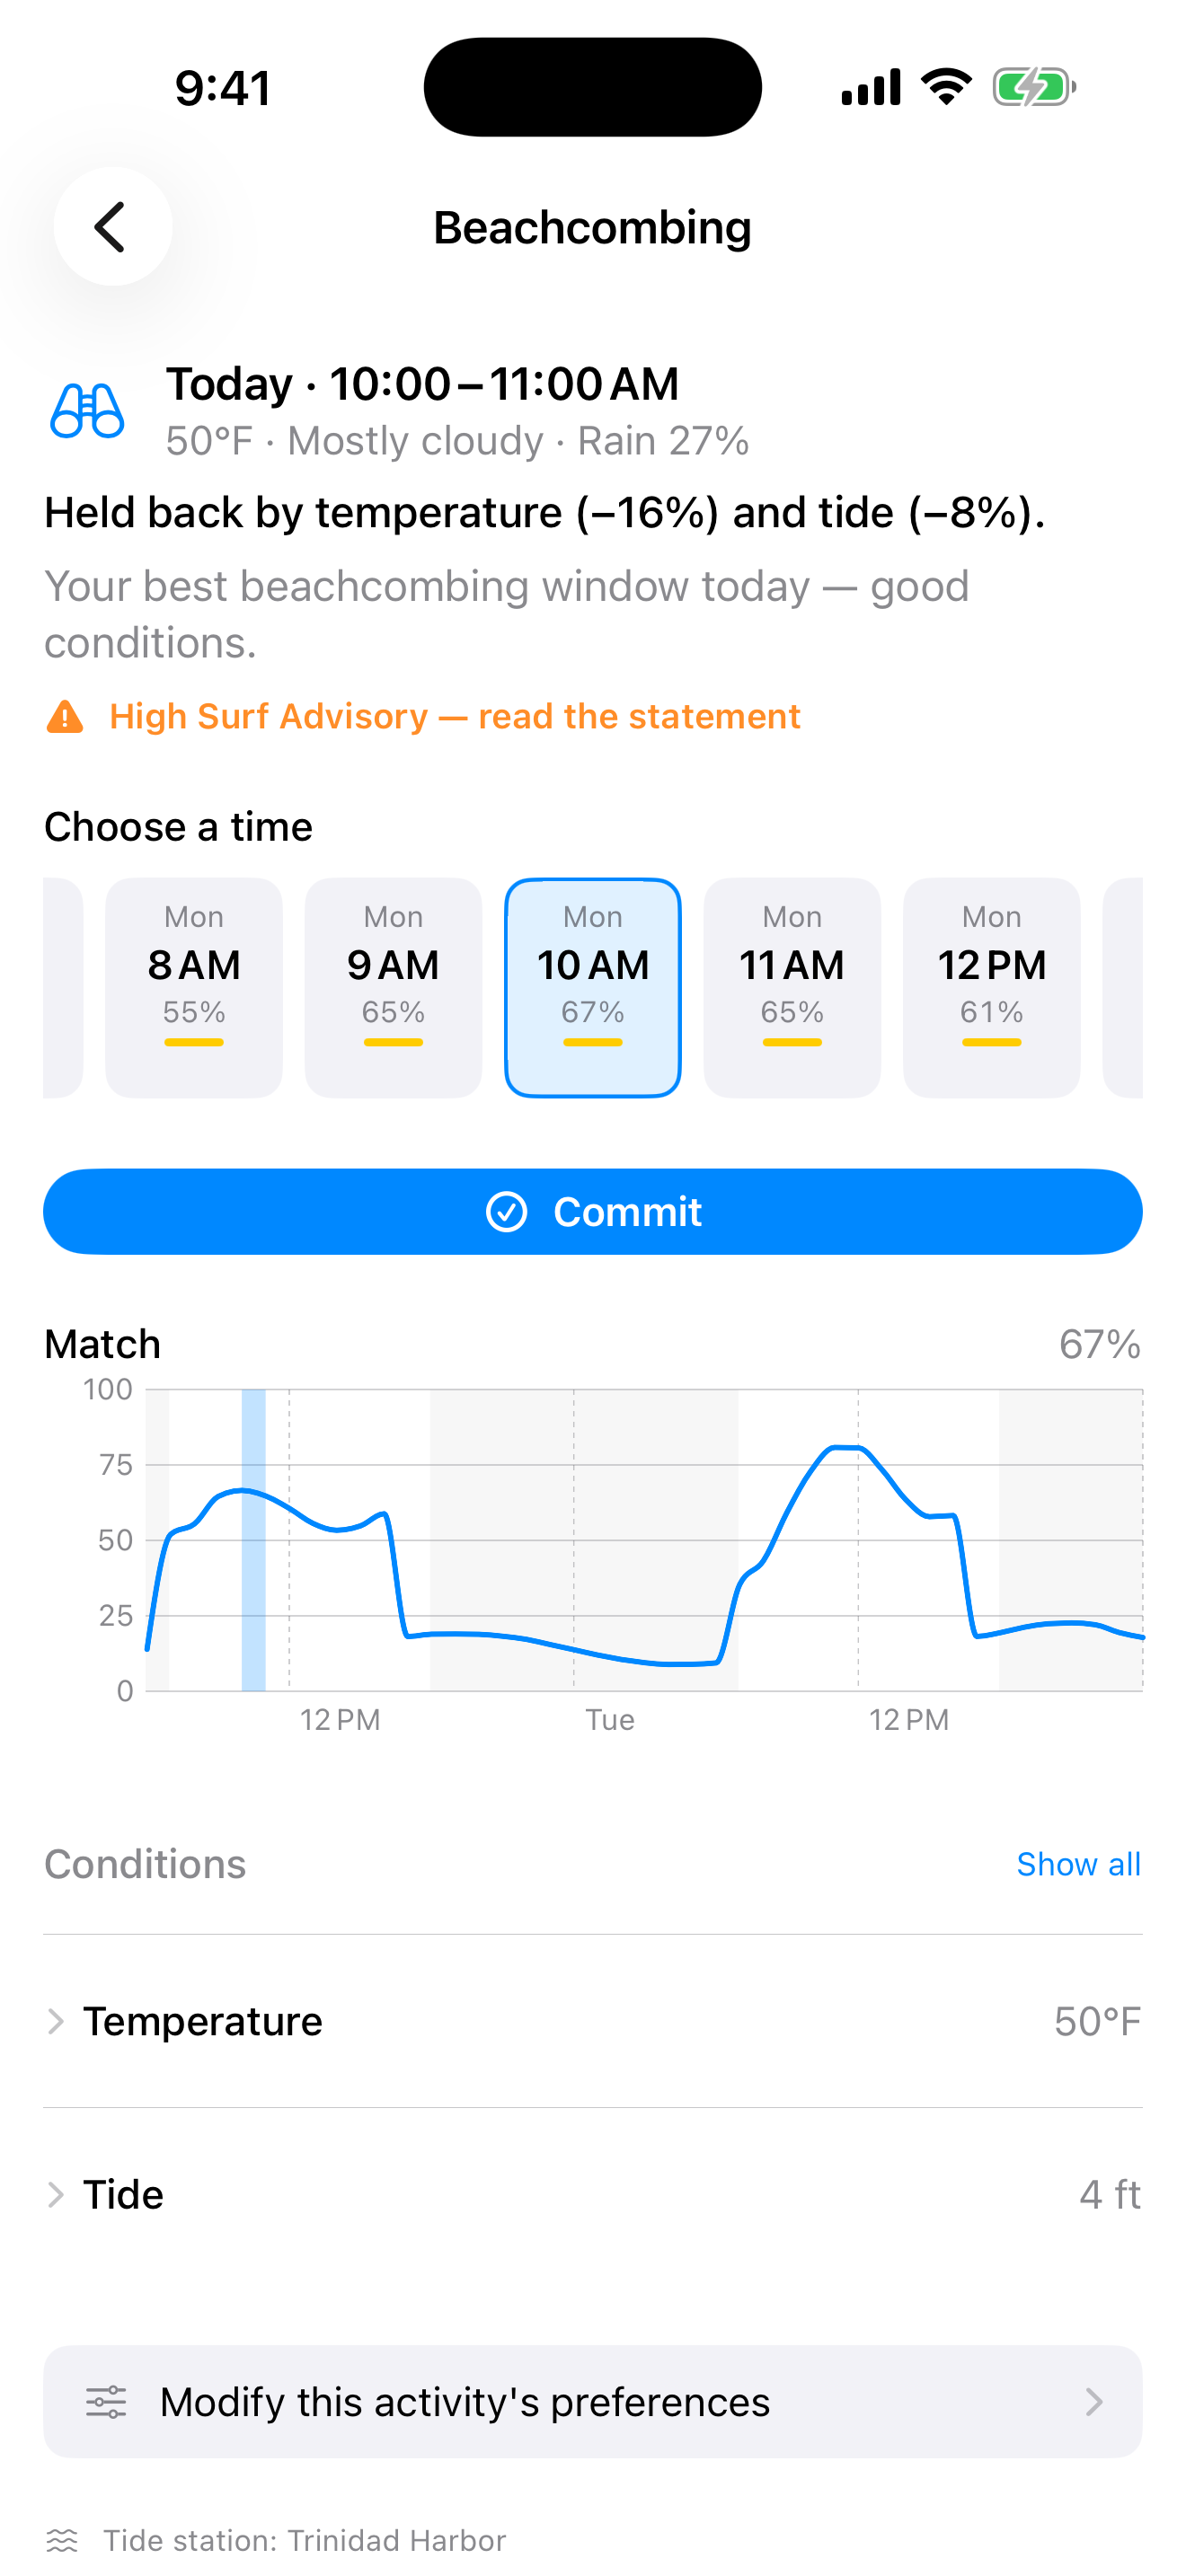 9:41
Beachcombing
Today · 10:00 – 11:00 AM
50°F · Mostly cloudy · Rain 27%
Held back by temperature (−16%) and tide (−8%).
Your best beachcombing window today — good
conditions.
High Surf Advisory — read the statement
Choose a time
Mon
8 AM
55%
Mon
9 AM
65%
Mon
10 AM
67%
Mon
11 AM
65%
Mon
12 PM
61%
Commit
Match
67%
100
75
50
25
0
12 PM
Tue
12 PM
Conditions
Show all
Temperature
50°F
Tide
4 ft
Modify this activity's preferences
Tide station: Trinidad Harbor